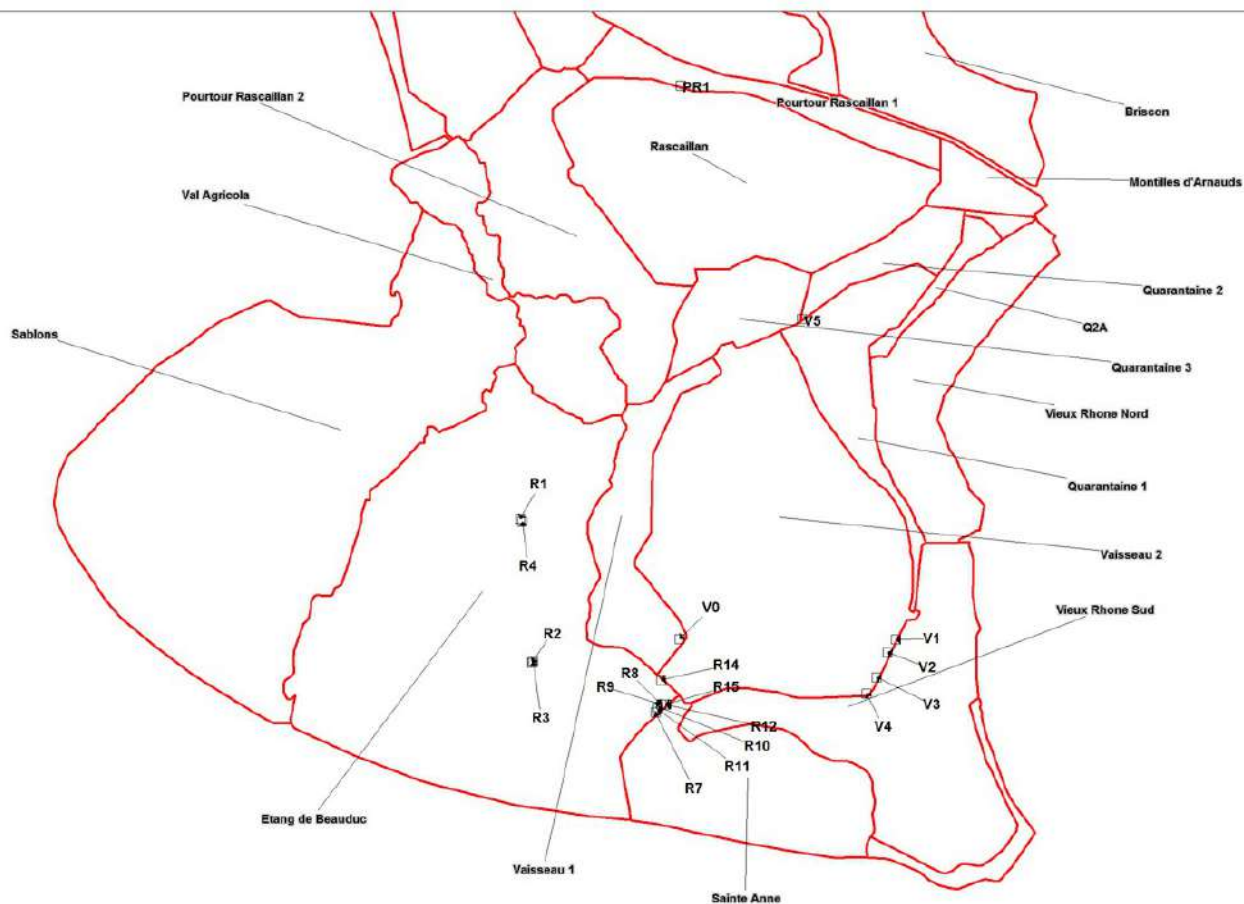 PR1
Pourtour Rascaillan 2
Pourtour Rascaillan 1
Briscon
Rascaillan
Montilles d'Arnauds
Val Agricola
Quarantaine 2
V5
Q2A
Sablons
Quarantaine 3
Vieux Rhone Nord
R1
Quarantaine 1
Vaisseau 2
R4
V0
Vieux Rhone Sud
R2
V1
V2
R14
R8
R9
R15
V3
V4
R3
R12
R10
R11
R7
Etang de Beauduc
Vaisseau 1
Sainte Anne